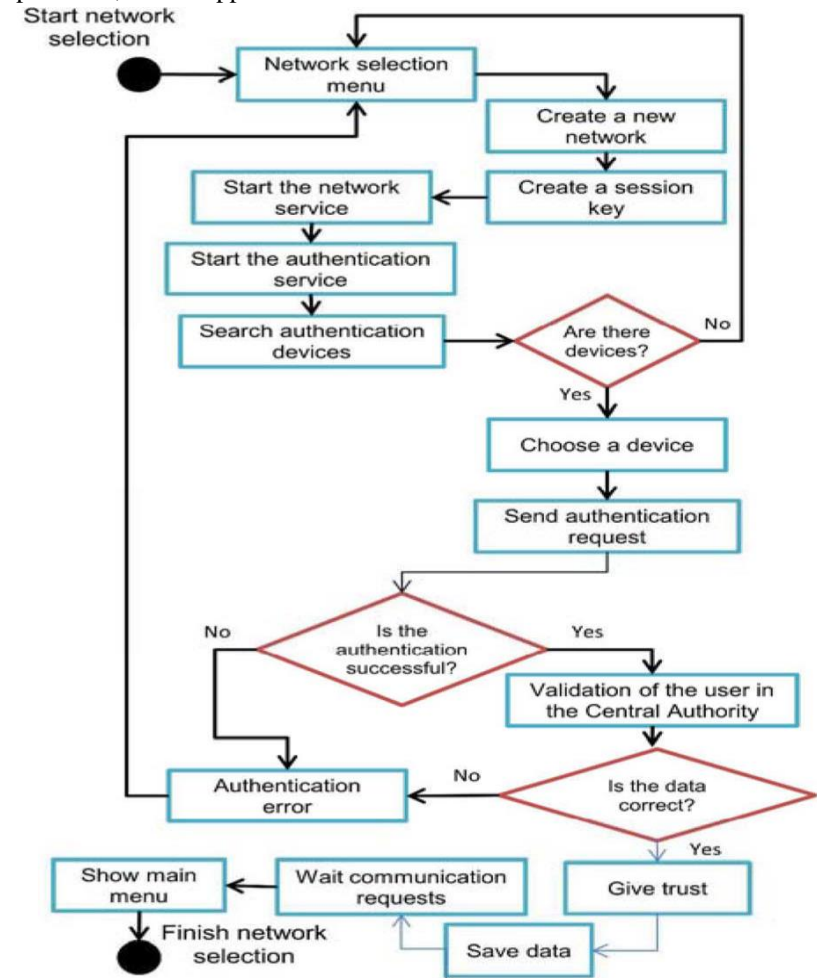 Start network
selection
Network selection
menu
Create a new
network
Create a session
key
Start the network
service
Start the authentication
service
Search authentication
devices
Are there
devices?
No
Yes
Choose a device
Send authentication
request
Is the
authentication
successful?
No
Yes
Validation of the user in
the Central Authority
Is the data
correct?
No
Authentication
error
Yes
Give trust
Save data
Wait communication
requests
Show main
menu
Finish network
selection